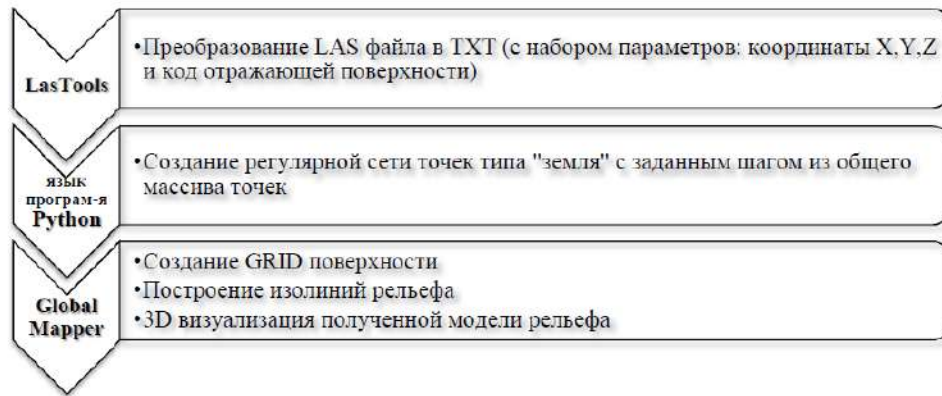 LasTools
•Преобразование LAS файла в TXT (с набором параметров: координаты X,Y,Z
и код отражающей поверхности)
язык
програм-я
Python
•Создание регулярной сети точек типа "земля" с заданным шагом из общего
массива точек
Global
Mapper
•Создание GRID поверхности
•Построение изолиний рельефа
•3D визуализация полученной модели рельефа